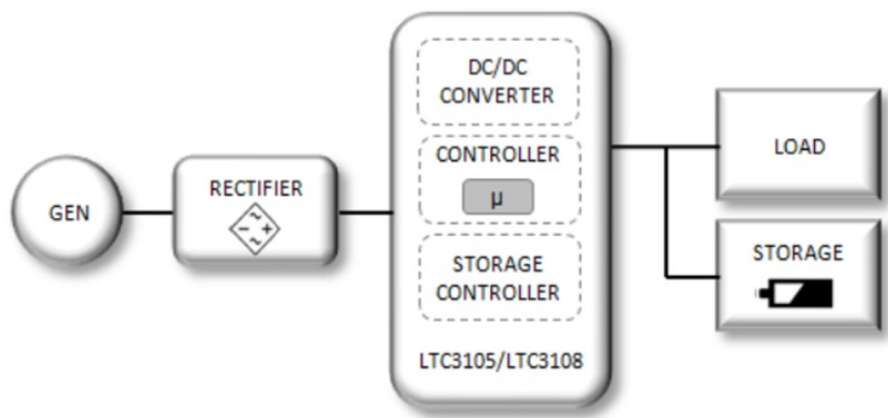 GEN
RECTIFIER
DC/DC
CONVERTER
CONTROLLER
μ
STORAGE
CONTROLLER
LTC3105/LTC3108
LOAD
STORAGE